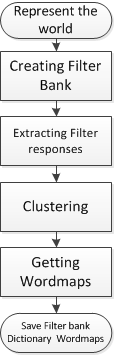 Represent the
world
Creating Filter
Bank
Extracting Filter
responses
Clustering
Getting
Wordmaps
Save Filter bank
Dictionary Wordmaps